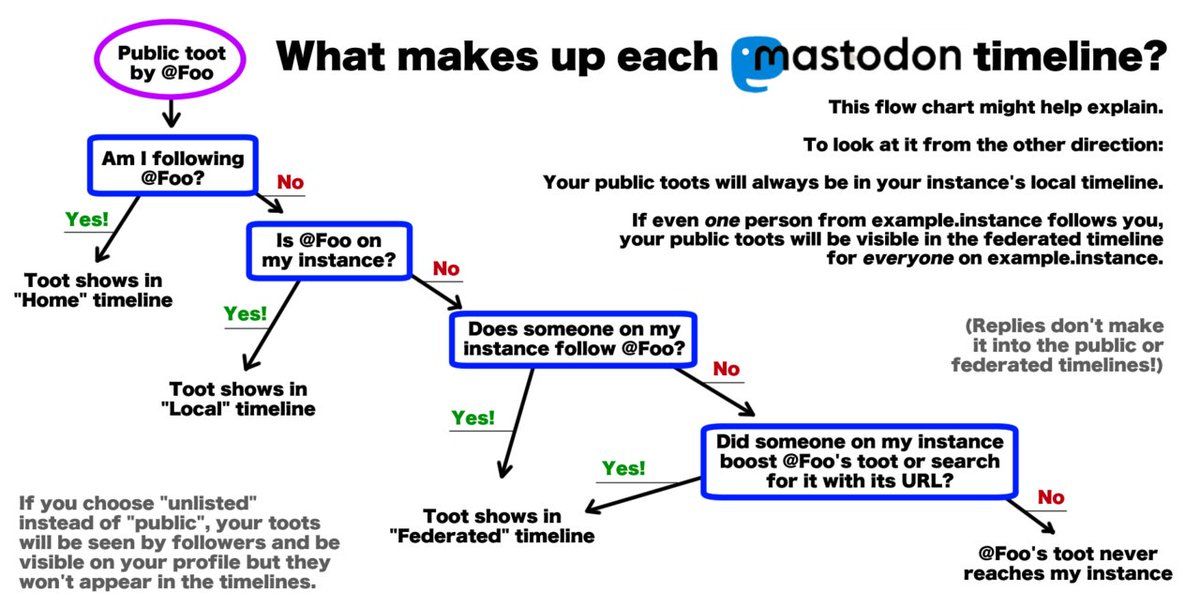 Public toot
by @Foo
What makes up each mastodon timeline?
This flow chart might help explain.
To look at it from the other direction:
Your public toots will always be in your instance's local timeline.
If even one person from example.instance follows you,
your public toots will be visible in the federated timeline
for everyone on example.instance.
(Replies don't make
it into the public or
federated timelines!)
Am I following
@Foo?
No
Yes!
Toot shows in
"Home" timeline
Is @Foo on
my instance?
No
Yes!
Toot shows in
"Local" timeline
Does someone on my
instance follow @Foo?
No
Yes!
Toot shows in
"Federated" timeline
Did someone on my instance
boost @Foo's toot or search
for it with its URL?
Yes!
No
@Foo's toot never
reaches my instance
If you choose "unlisted"
instead of "public", your toots
will be seen by followers and be
visible on your profile but they
won't appear in the timelines.